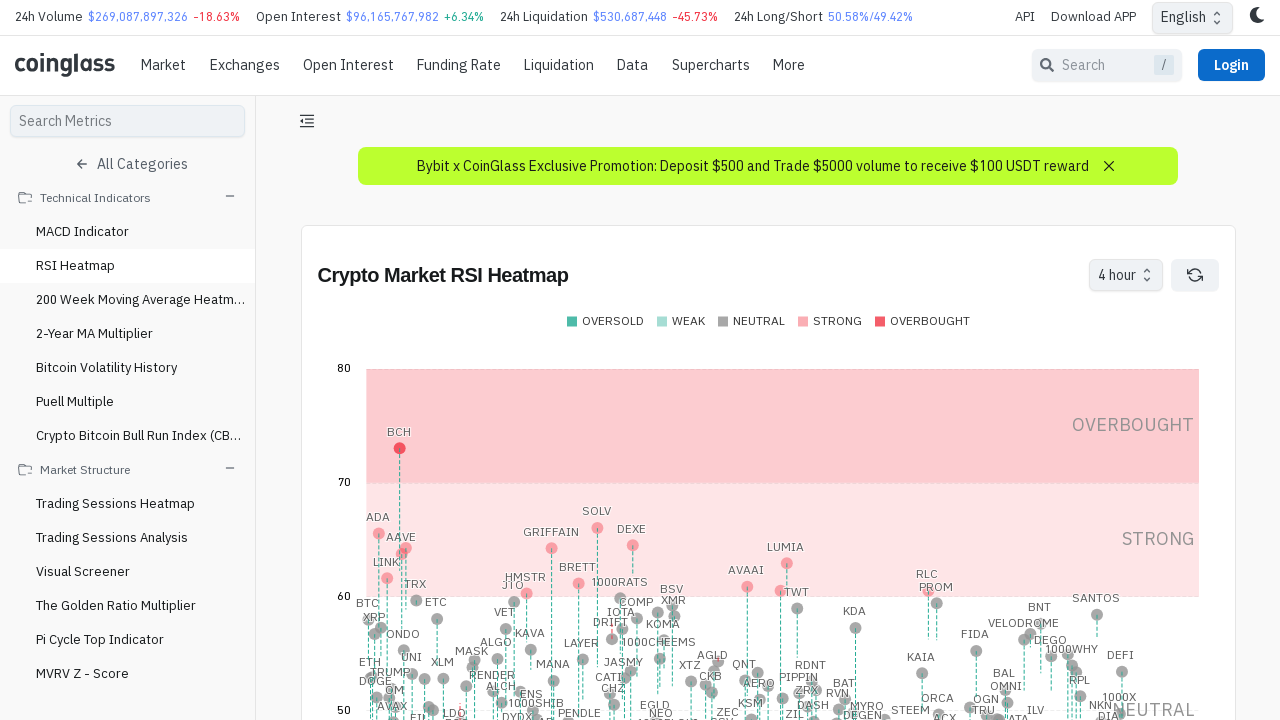 24h Volume $269,087,897,326 -18.63% Open Interest $96,165,767,982 +6.34% 24h Liquidation $530,687,448 -45.73% 24h Long/Short 50.58%/49.42% API Download APP English
coinglass Market Exchanges Open Interest Funding Rate Liquidation Data Supercharts More Search / Login
Search Metrics
All Categories
Technical Indicators
MACD Indicator
RSI Heatmap
200 Week Moving Average Heatm...
2-Year MA Multiplier
Bitcoin Volatility History
Puell Multiple
Crypto Bitcoin Bull Run Index (CB...
Market Structure
Trading Sessions Heatmap
Trading Sessions Analysis
Visual Screener
The Golden Ratio Multiplier
Pi Cycle Top Indicator
MVRV Z - Score
Bybit x CoinGlass Exclusive Promotion: Deposit $500 and Trade $5000 volume to receive $100 USDT reward
Crypto Market RSI Heatmap 4 hour
OVERSOLD WEAK NEUTRAL STRONG OVERBOUGHT
80
OVERBOUGHT
BCH
70
SOLV
ADA
GRIFFAIN DEXE
AAVE STRONG
LUMIA
LINK BRETT AVAAI RLC
HMSTR
TRX JTO 1000RATS PROM
BSV TWT
60 SANTOS
BTC ETC COMP XMR BNT
XRP VET IOTA KDA
DRIFT KOMA VELODROME
ONDO KAVA FIDA
ALGO LAYER 1000CHEEMS DEGO
MASK 1000WHY
UNI AGLD KAIA DEFI
ETH XLM MANA JASMY XTZ QNT RDNT
TRUMP RENDER CATI CKB PIPPIN BAL RPL
DOGE ALCH CHZ AERO BAT OMNI
OM ENS ZRX RVN ORCA OGN 1000X
AVAX 1000SHIB EGLD KSM DASH MYRO NKN
50 PENDLE NEO ZEC ZIL DEGEN STEEM TRU ILV NEUTRAL